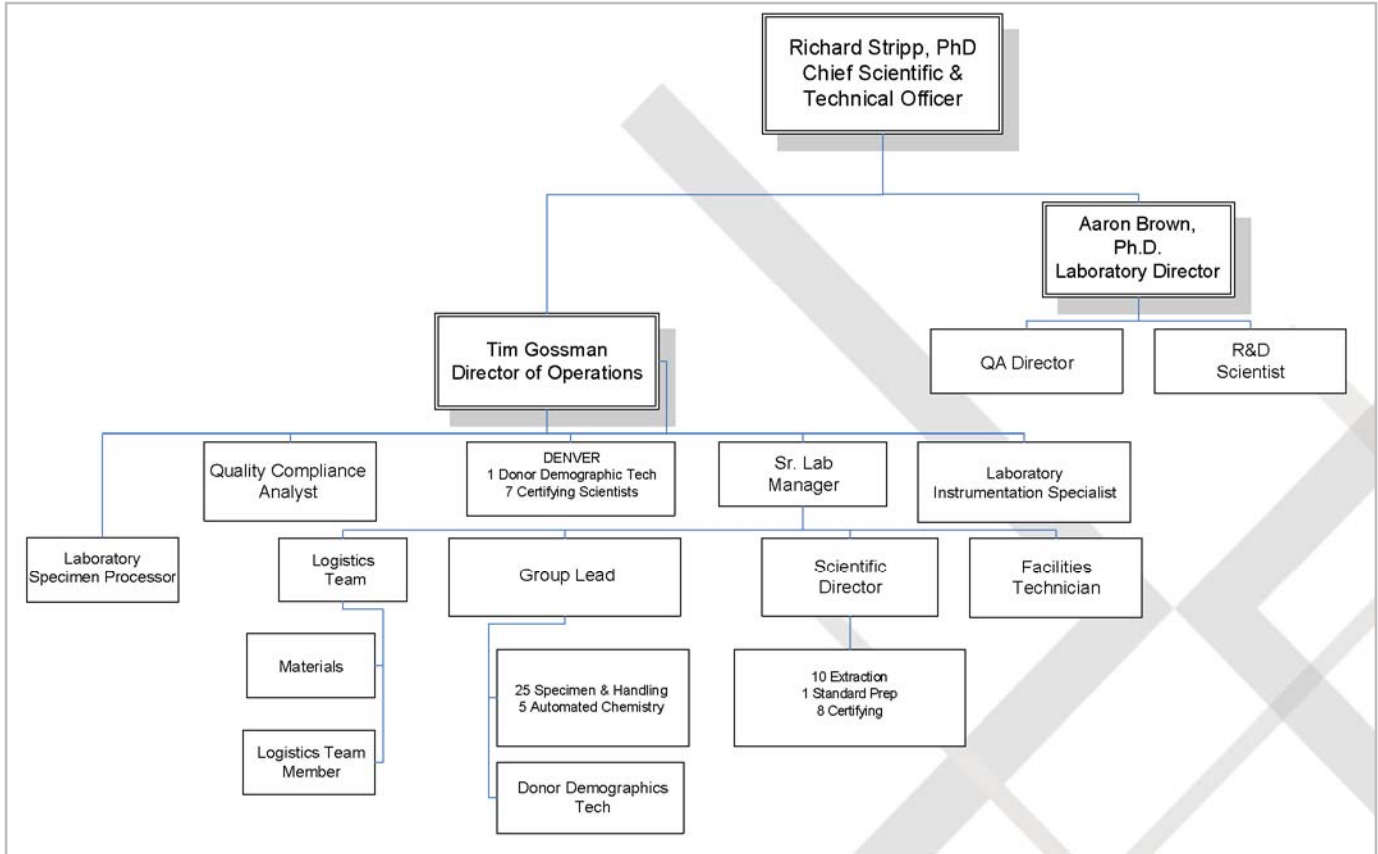 Richard Stripp, PhD
Chief Scientific &
Technical Officer
Aaron Brown,
Ph.D.
Laboratory Director
QA Director
R&D
Scientist
Tim Gossman
Director of Operations
Quality Compliance
Analyst
DENVER
1 Donor Demographic Tech
7 Certifying Scientists
Sr. Lab
Manager
Laboratory
Instrumentation Specialist
Laboratory
Specimen Processor
Logistics
Team
Group Lead
Scientific
Director
Facilities
Technician
Materials
25 Specimen & Handling
5 Automated Chemistry
10 Extraction
1 Standard Prep
8 Certifying
Logistics Team
Member
Donor Demographics
Tech